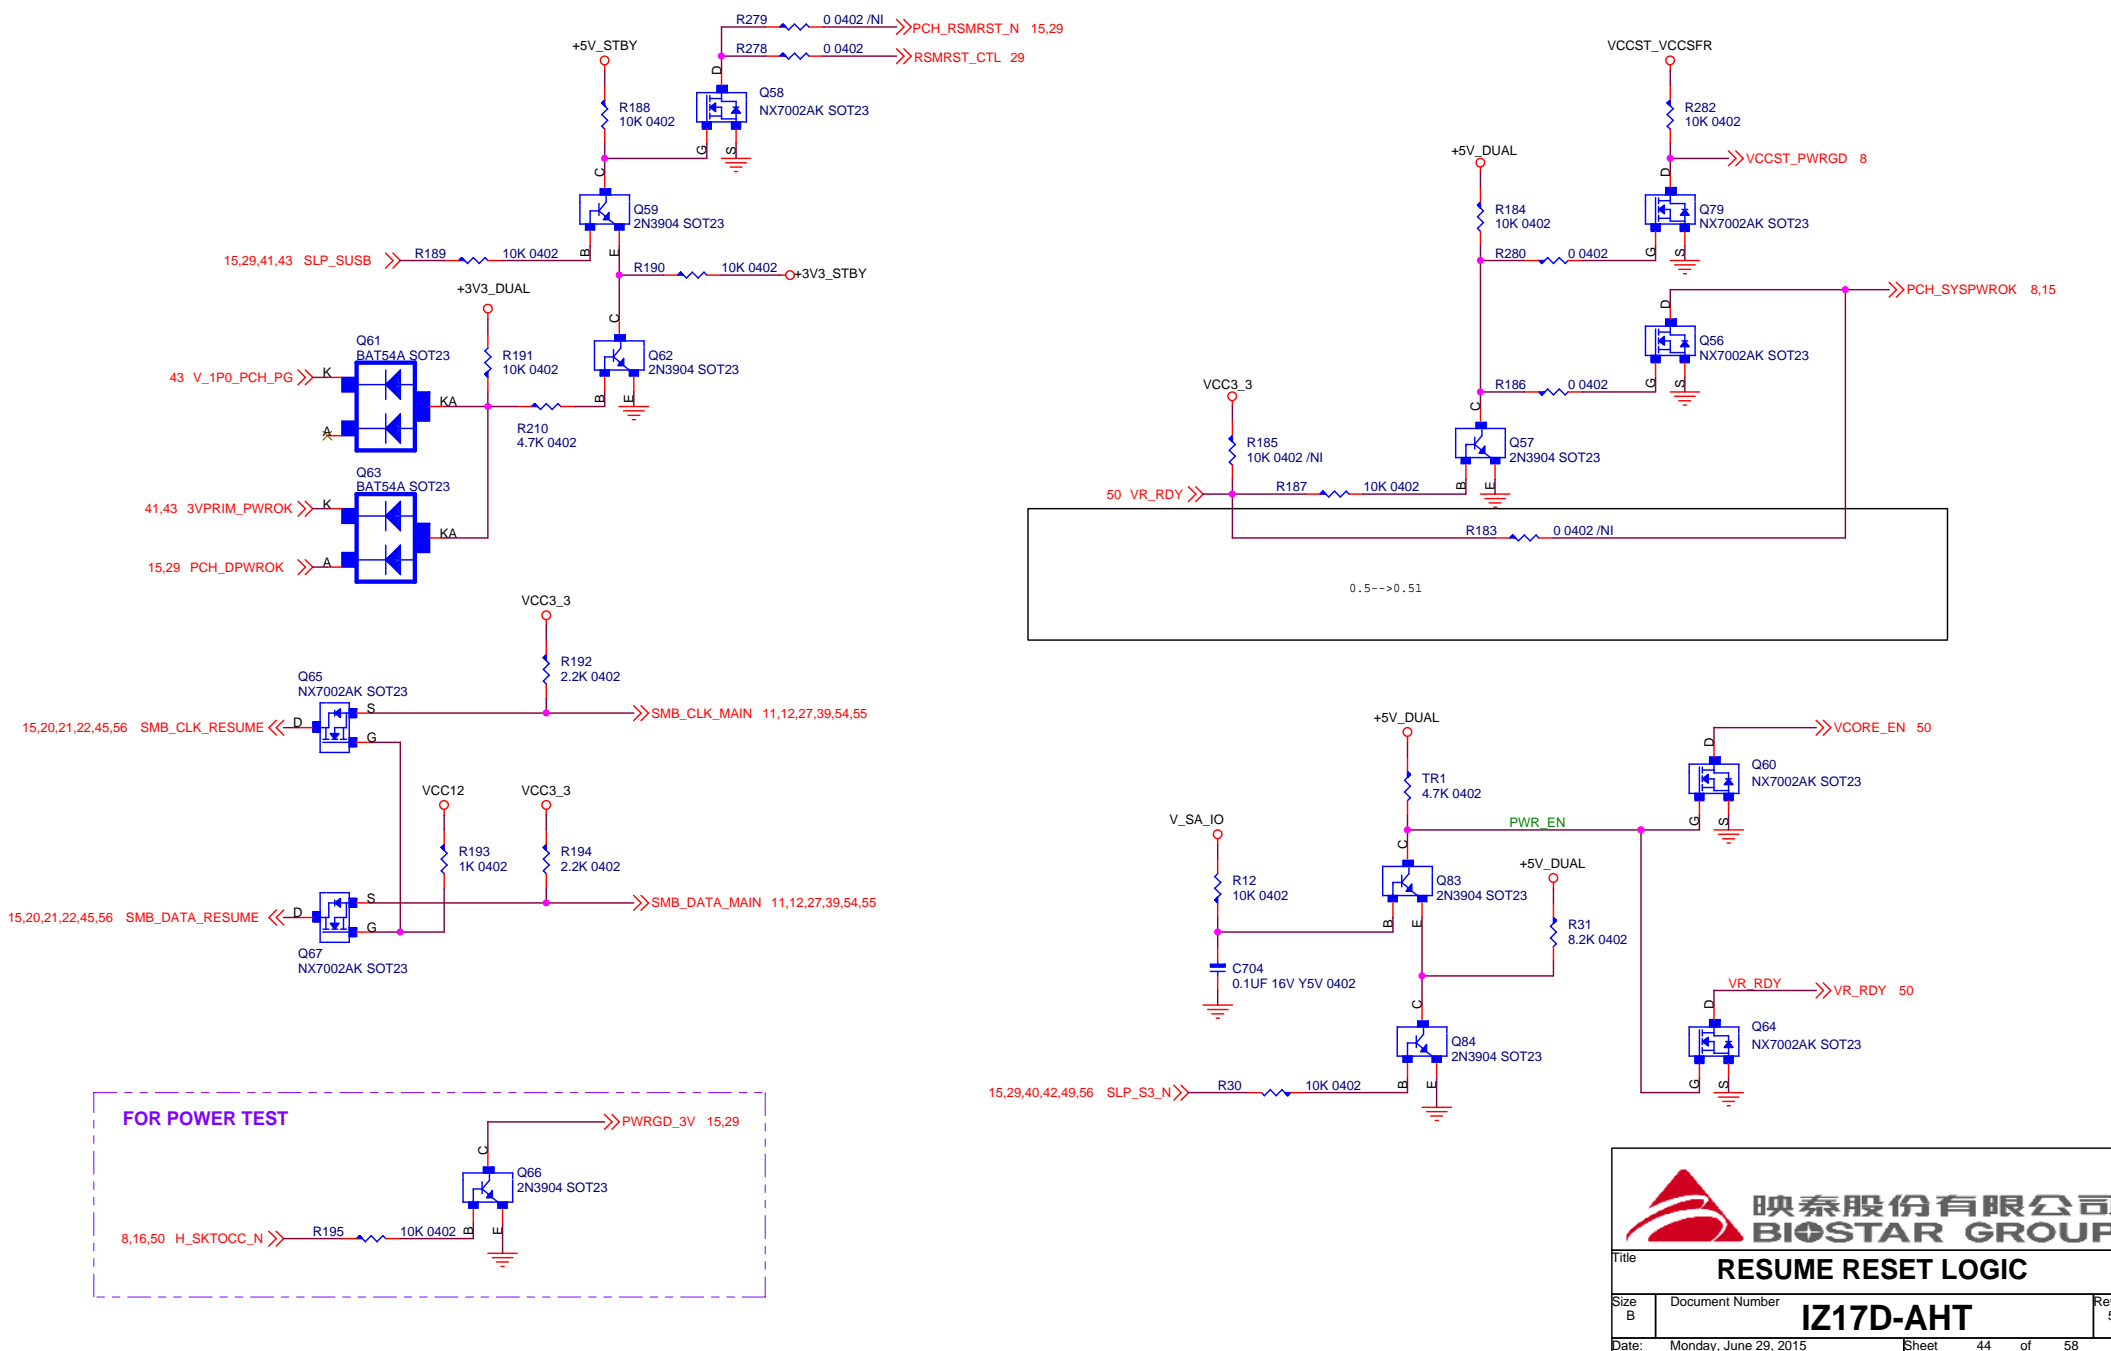 R279 0 0402 /NI PCH_RSMRST_N 15,29
R278 0 0402 RSMRST_CTL 29
+5V_STBY
R188
10K 0402
D
Q58
NX7002AK SOT23
G S
C
Q59
2N3904 SOT23
B E
15,29,41,43 SLP_SUSB R189 10K 0402
R190 10K 0402 +3V3_STBY
+3V3_DUAL
R191
10K 0402
C
Q62
2N3904 SOT23
B E
Q61
BAT54A SOT23
43 V_1P0_PCH_PG K
KA
A
R210
4.7K 0402
Q63
BAT54A SOT23
41,43 3VPRIM_PWROK K
KA
15,29 PCH_DPWROK A
VCCST_VCCSFR
R282
10K 0402
VCCST_PWRGD 8
+5V_DUAL
R184
10K 0402
D
Q79
NX7002AK SOT23
R280 0 0402
G S
PCH_SYSPWROK 8,15
D
Q56
NX7002AK SOT23
R186 0 0402
G S
VCC3_3
R185
10K 0402 /NI
C
Q57
2N3904 SOT23
B E
50 VR_RDY R187 10K 0402
R183 0 0402 /NI
0.5-->0.51
VCC3_3
R192
2.2K 0402
Q65
NX7002AK SOT23
S
SMB_CLK_MAIN 11,12,27,39,54,55
15,20,21,22,45,56 SMB_CLK_RESUME D
G
VCC12
R193
1K 0402
VCC3_3
R194
2.2K 0402
S
SMB_DATA_MAIN 11,12,27,39,54,55
15,20,21,22,45,56 SMB_DATA_RESUME D
G
Q67
NX7002AK SOT23
+5V_DUAL
TR1
4.7K 0402
PWR_EN
VCORE_EN 50
D
Q60
NX7002AK SOT23
G S
V_SA_IO
R12
10K 0402
C
Q83
2N3904 SOT23
B E
+5V_DUAL
R31
8.2K 0402
C704
0.1UF 16V Y5V 0402
C
Q84
2N3904 SOT23
B E
15,29,40,42,49,56 SLP_S3_N R30 10K 0402
VR_RDY VR_RDY 50
D
Q64
NX7002AK SOT23
G S
FOR POWER TEST
PWRGD_3V 15,29
C
Q66
2N3904 SOT23
B E
8,16,50 H_SKTOCC_N R195 10K 0402
映泰股份有限公司
BIOSTAR GROUP
Title
RESUME RESET LOGIC
Size
B
Document Number
IZ17D-AHT
Date: Monday, June 29, 2015 Sheet 44 of 58